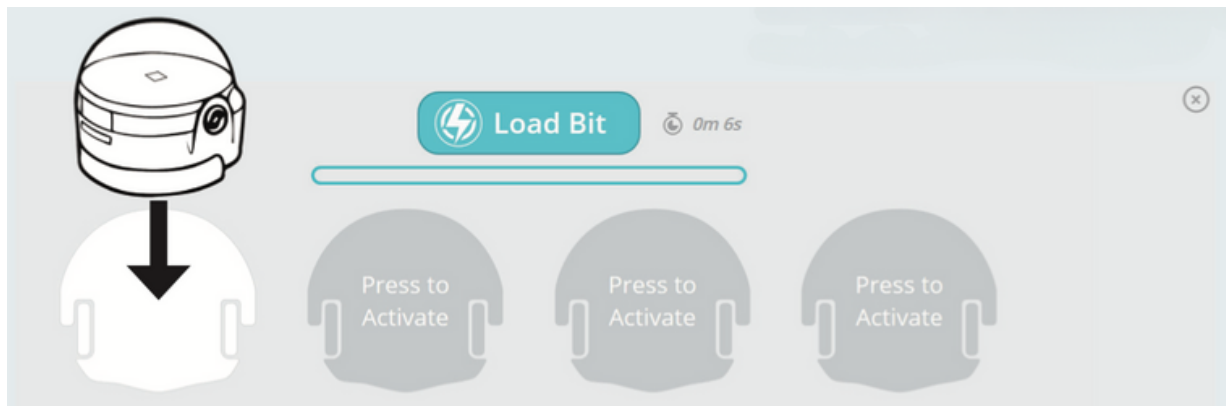 Load Bit
0m 6s
Press to
Activate
Press to
Activate
Press to
Activate